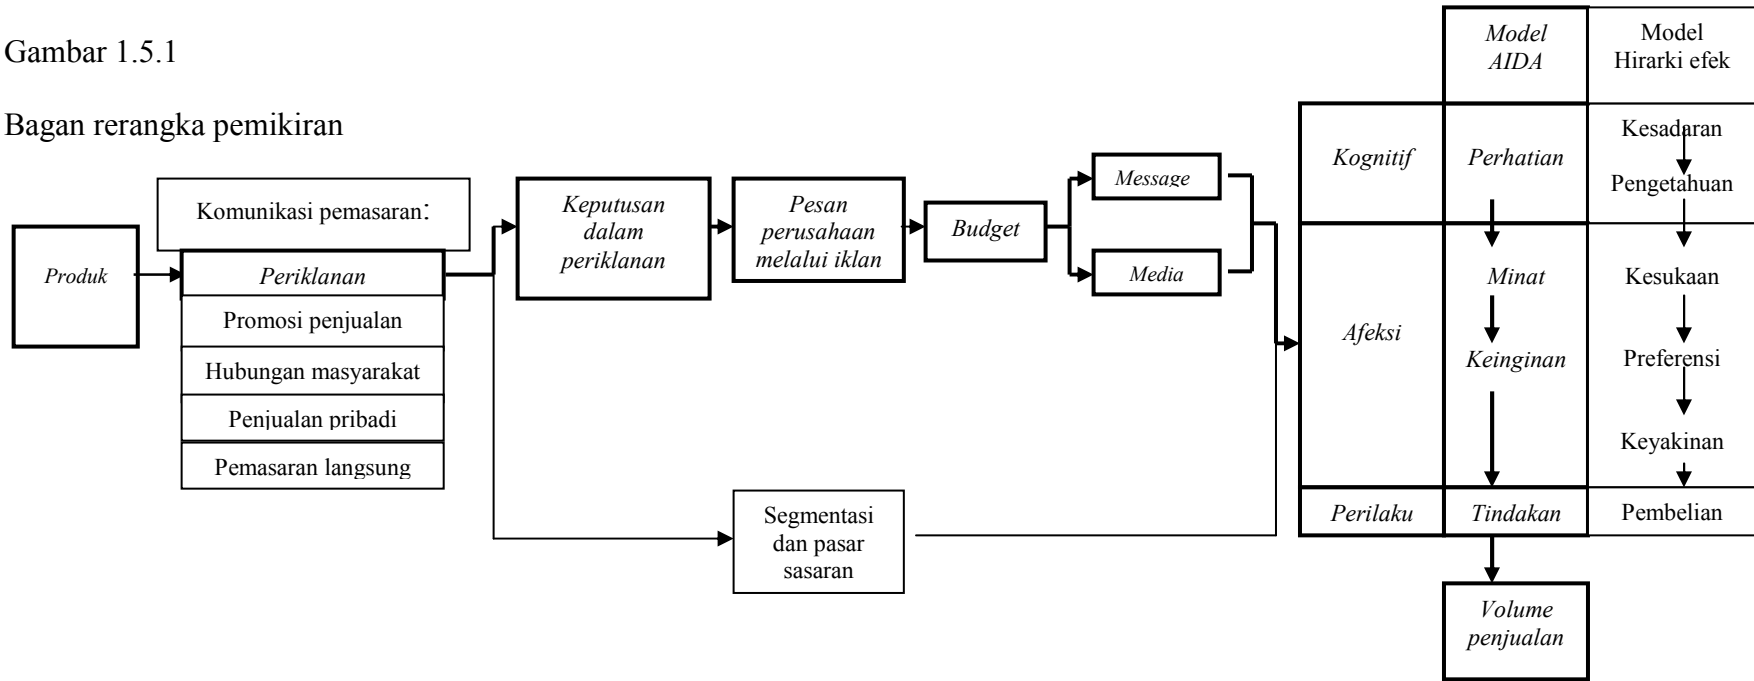 Gambar 1.5.1
Bagan rerangka pemikiran
Produk
Komunikasi pemasaran:
Periklanan
Promosi penjualan
Hubungan masyarakat
Penjualan pribadi
Pemasaran langsung
Keputusan
dalam
periklanan
Pesan
perusahaan
melalui iklan
Budget
Message
Media
Segmentasi
dan pasar
sasaran
Model
AIDA
Model
Hirarki efek
Kognitif
Perhatian
Kesadaran
Pengetahuan
Afeksi
Minat
Keinginan
Kesukaan
Preferensi
Keyakinan
Perilaku
Tindakan
Pembelian
Volume
penjualan